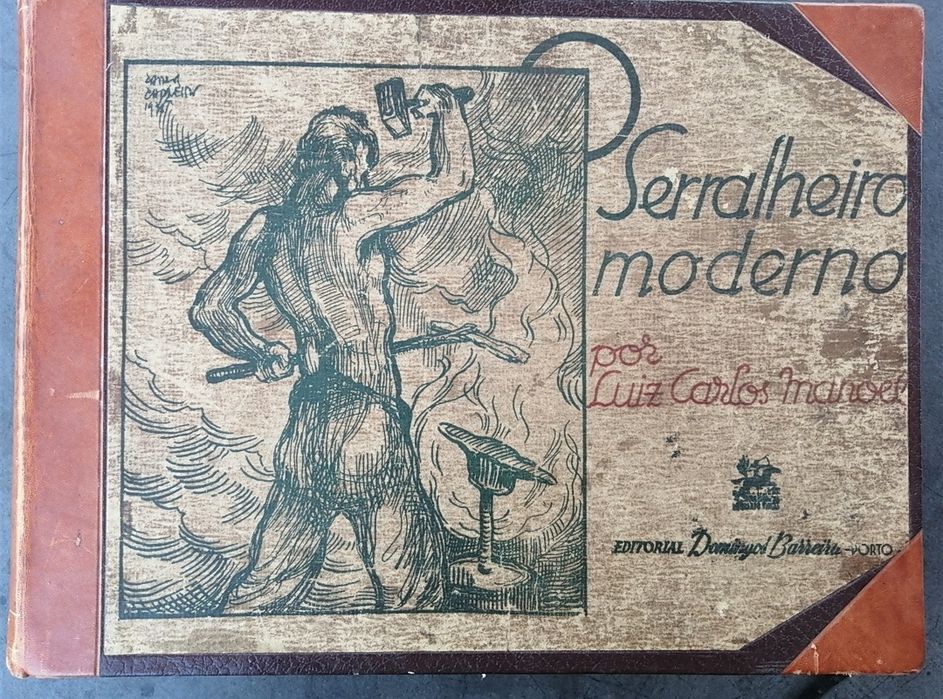 O Serralheiro
moderno
por
Luiz Carlos Manoel
EDITORIAL Domingos Barreira - PORTO